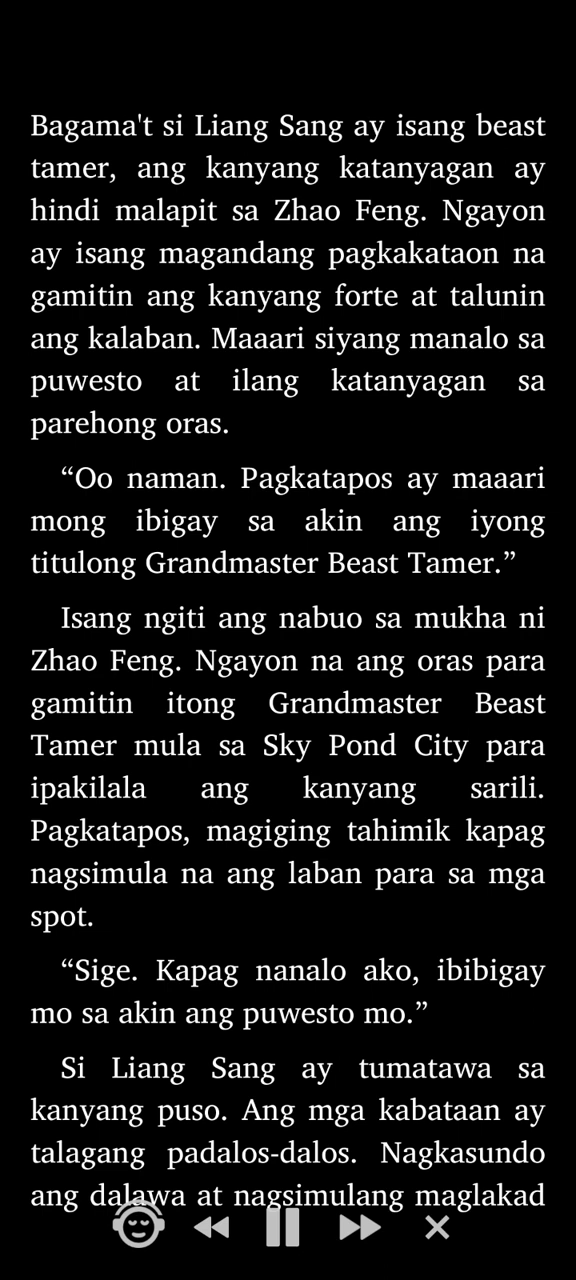 Bagama't si Liang Sang ay isang beast
tamer, ang kanyang katanyagan ay
hindi malapit sa Zhao Feng. Ngayon
ay isang magandang pagkakataon na
gamitin ang kanyang forte at talunin
ang kalaban. Maaari siyang manalo sa
puwesto at ilang katanyagan sa
parehong oras.
“Oo naman. Pagkatapos ay maaari
mong ibigay sa akin ang iyong
titulong Grandmaster Beast Tamer.”
Isang ngiti ang nabuo sa mukha ni
Zhao Feng. Ngayon na ang oras para
gamitin itong Grandmaster Beast
Tamer mula sa Sky Pond City para
ipakilala ang kanyang sarili.
Pagkatapos, magiging tahimik kapag
nagsimula na ang laban para sa mga
spot.
“Sige. Kapag nanalo ako, ibibigay
mo sa akin ang puwesto mo.”
Si Liang Sang ay tumatawa sa
kanyang puso. Ang mga kabataan ay
talagang padalos-dalos. Nagkasundo
ang dalawa at nagsimulang maglakad